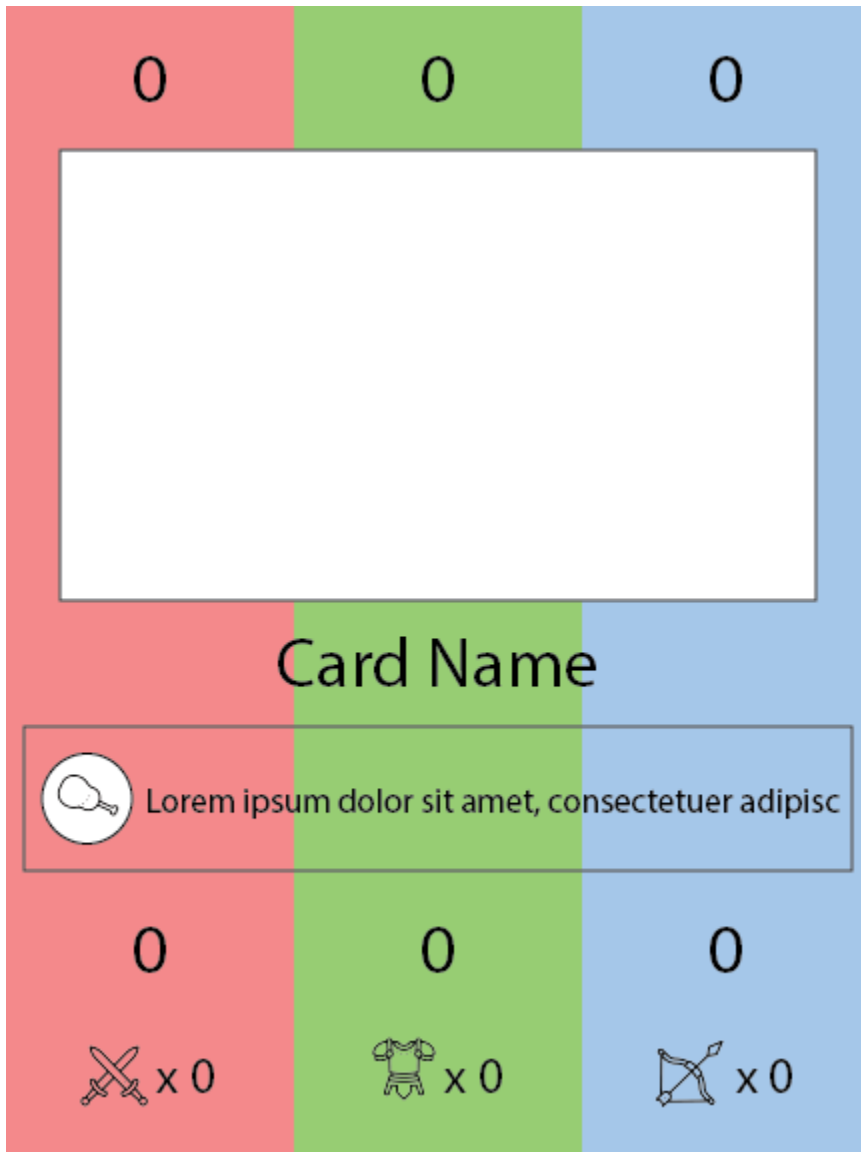 0 0 0
Card Name
Lorem ipsum dolor sit amet, consectetuer adipisc
0 0 0
x 0 x 0 x 0